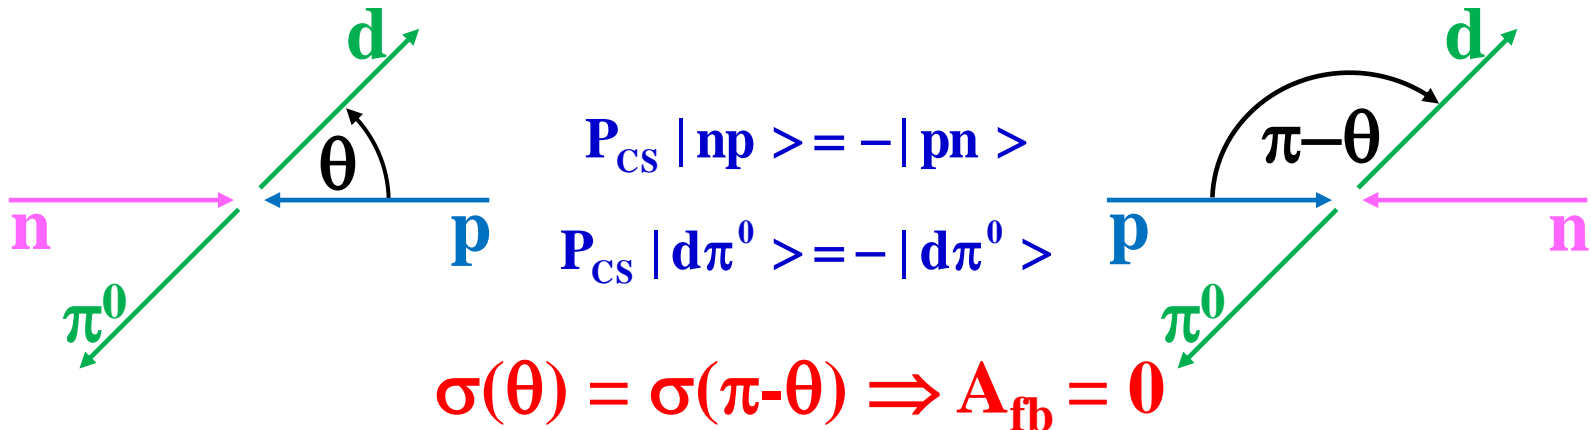 d
θ
n
p
π⁰
P_CS | np > = − | pn >
P_CS | dπ⁰ > = − | dπ⁰ >
d
π−θ
p
n
π⁰
σ(θ) = σ(π-θ) ⇒ A_fb = 0